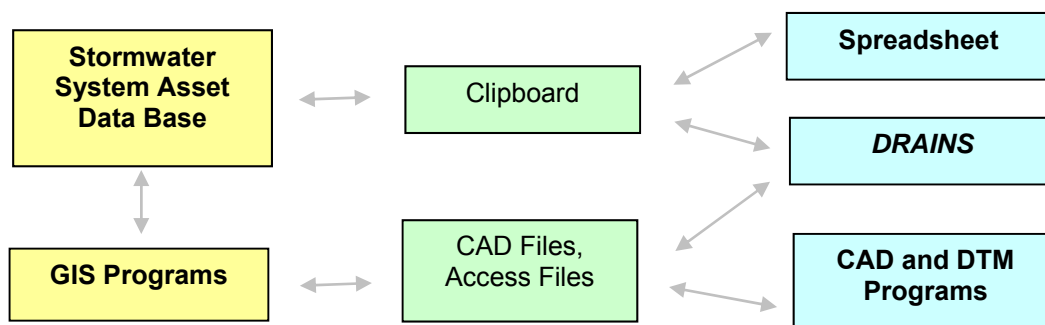 Stormwater
System Asset
Data Base
Clipboard
Spreadsheet
DRAINS
GIS Programs
CAD Files,
Access Files
CAD and DTM
Programs